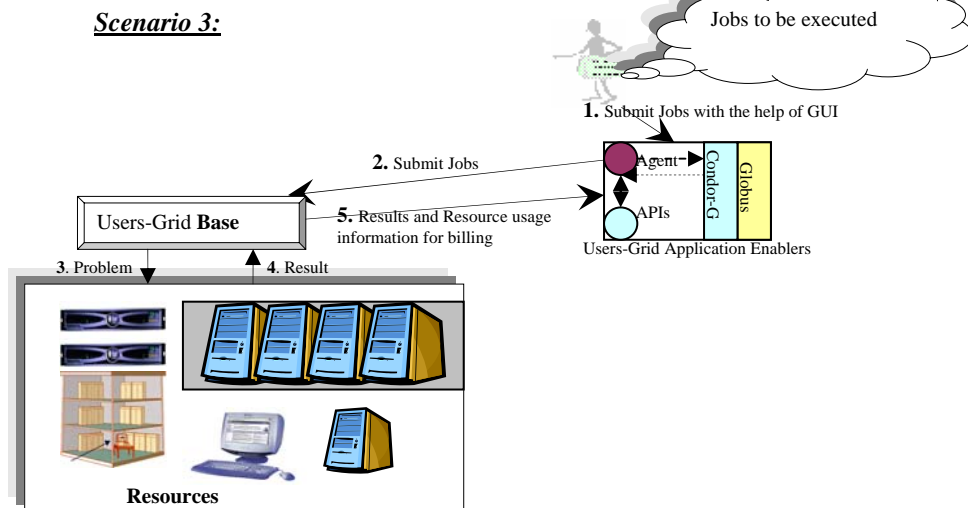 Scenario 3:
Jobs to be executed
1. Submit Jobs with the help of GUI
2. Submit Jobs
Agent
Condor-G
Globus
APIs
Users-Grid Base
5. Results and Resource usage
information for billing
Users-Grid Application Enablers
3. Problem
4. Result
Resources